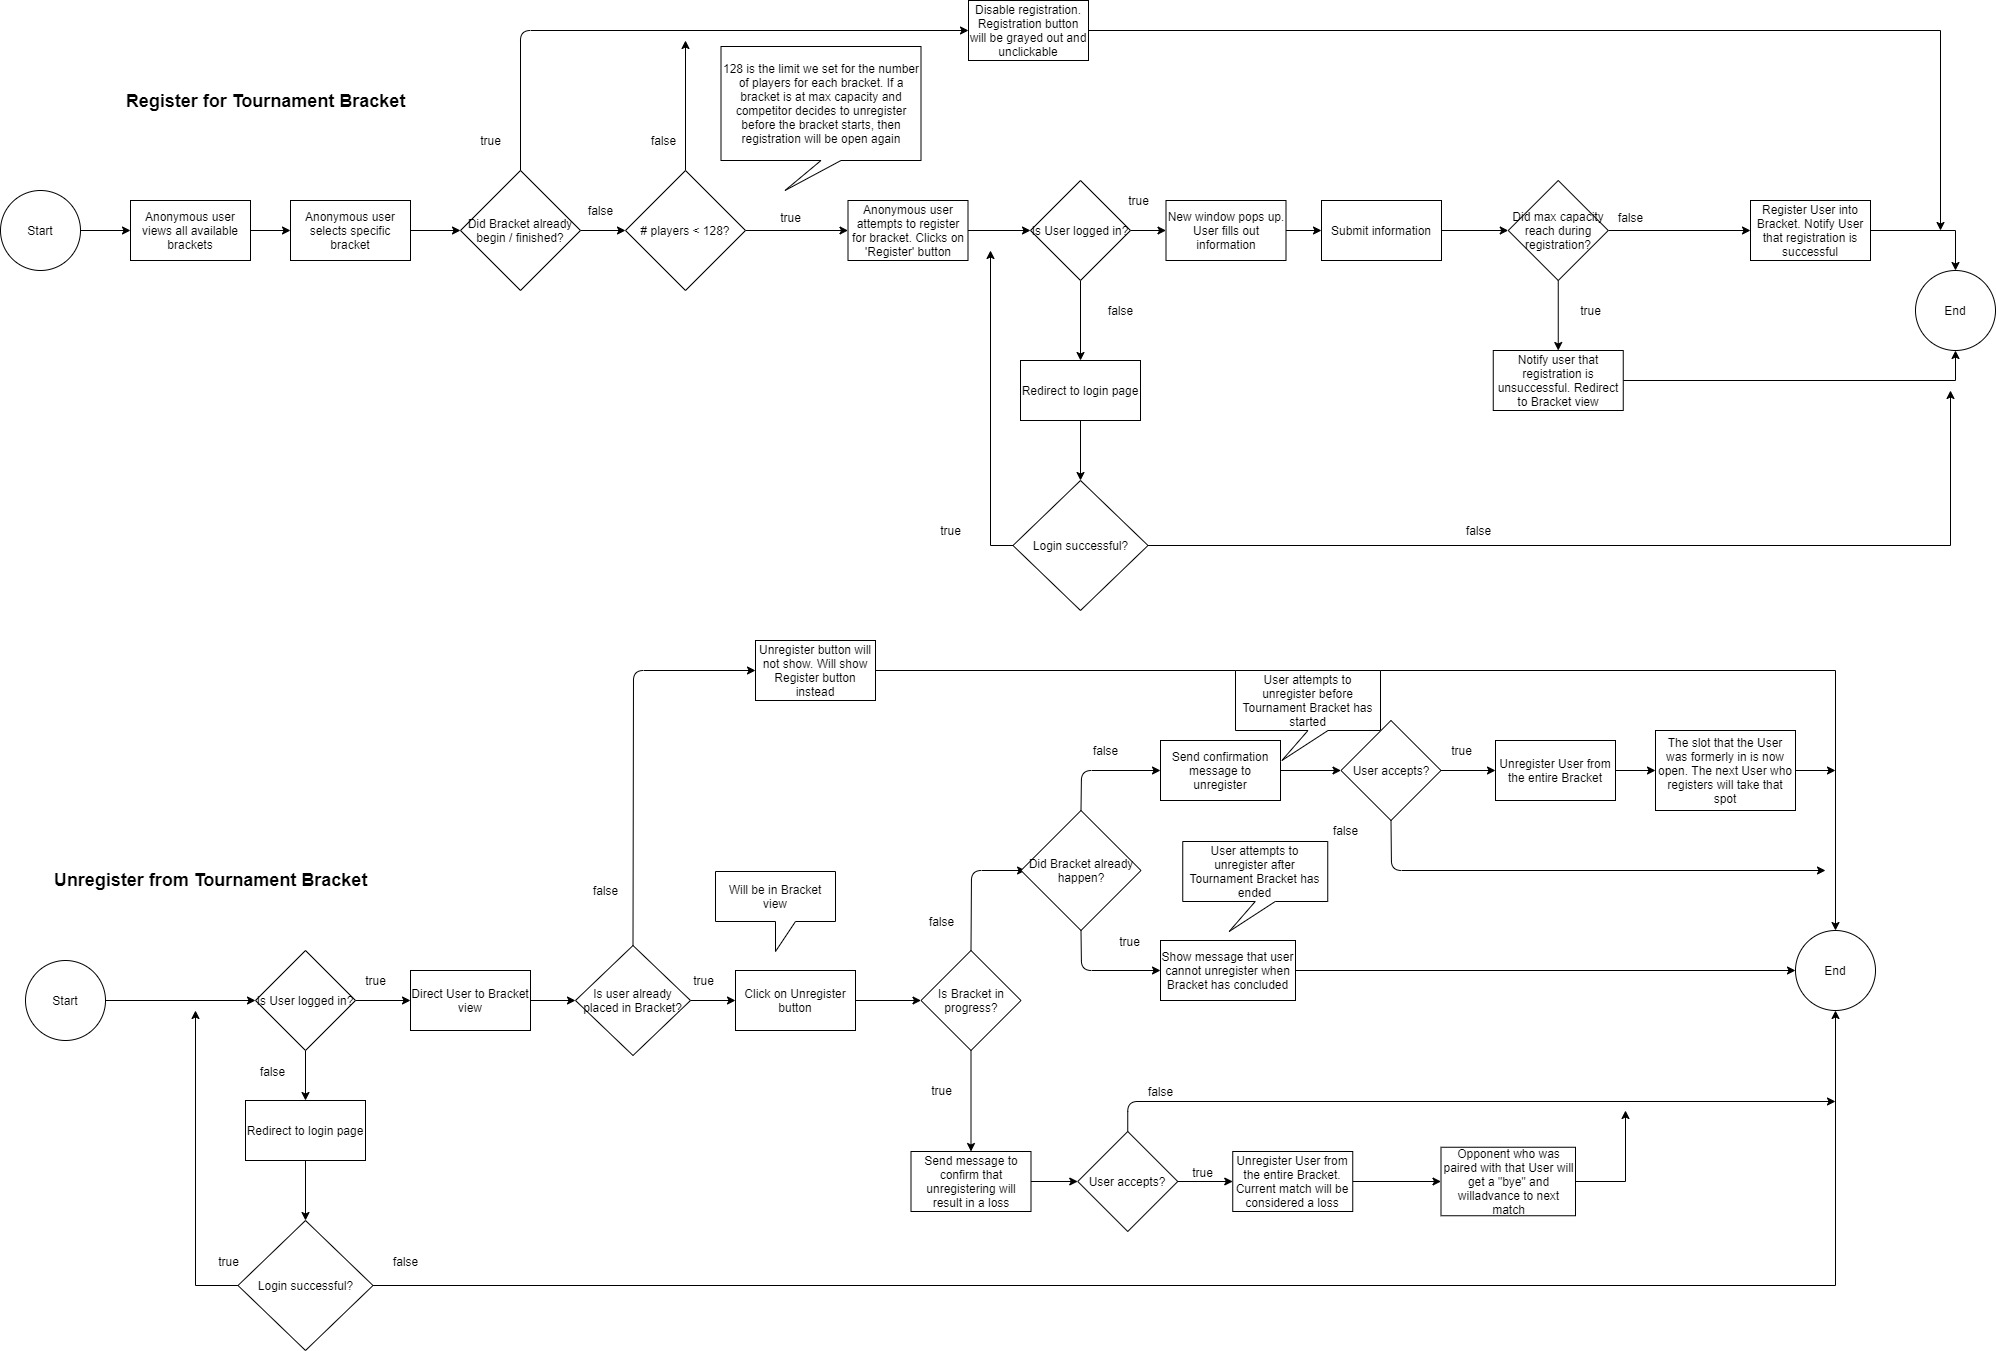 Disable registration.
Registration button
will be grayed out and
unclickable
128 is the limit we set for the number
of players for each bracket. If a
bracket is at max capacity and
competitor decides to unregister
before the bracket starts, then
registration will be open again
Register for Tournament Bracket
true
false
Start
Anonymous user
views all available
brackets
Anonymous user
selects specific
bracket
Did Bracket already
begin / finished?
false
# players < 128?
true
Anonymous user
attempts to register
for bracket. Clicks on
'Register' button
Is User logged in?
true
New window pops up.
User fills out
information
Submit information
Did max capacity
reach during
registration?
false
Register User into
Bracket. Notify User
that registration is
successful
End
false
true
Redirect to login page
Notify user that
registration is
unsuccessful. Redirect
to Bracket view
true
Login successful?
false
Unregister button will
not show. Will show
Register button
instead
User attempts to
unregister before
Tournament Bracket has
started
false
Send confirmation
message to
unregister
User accepts?
true
Unregister User from
the entire Bracket
The slot that the User
was formerly in is now
open. The next User who
registers will take that
spot
false
Did Bracket already
happen?
User attempts to
unregister after
Tournament Bracket has
ended
Unregister from Tournament Bracket
false
Will be in Bracket
view
false
true
Show message that user
cannot unregister when
Bracket has concluded
End
Start
Is User logged in?
true
Direct User to Bracket
view
Is user already
placed in Bracket?
true
Click on Unregister
button
Is Bracket in
progress?
false
true
false
Redirect to login page
Send message to
confirm that
unregistering will
result in a loss
User accepts?
true
Unregister User from
the entire Bracket.
Current match will be
considered a loss
Opponent who was
paired with that User will
get a "bye" and
willadvance to next
match
true
false
Login successful?